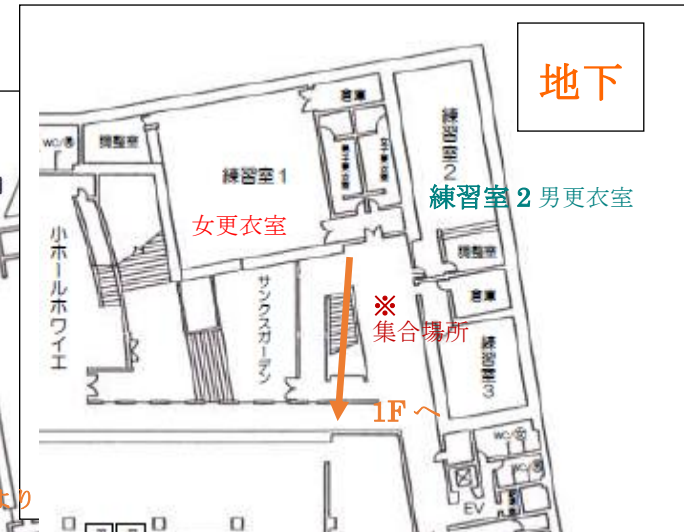 地下
倉庫
WC/
調整室
練習室1
練習室2
練習室 2 男更衣室
女更衣室
小ホールホワイエ
サンクスガーデン
調整室
※
集合場所
倉庫
練習室3
1F へ
WC/
WC/
EV
より